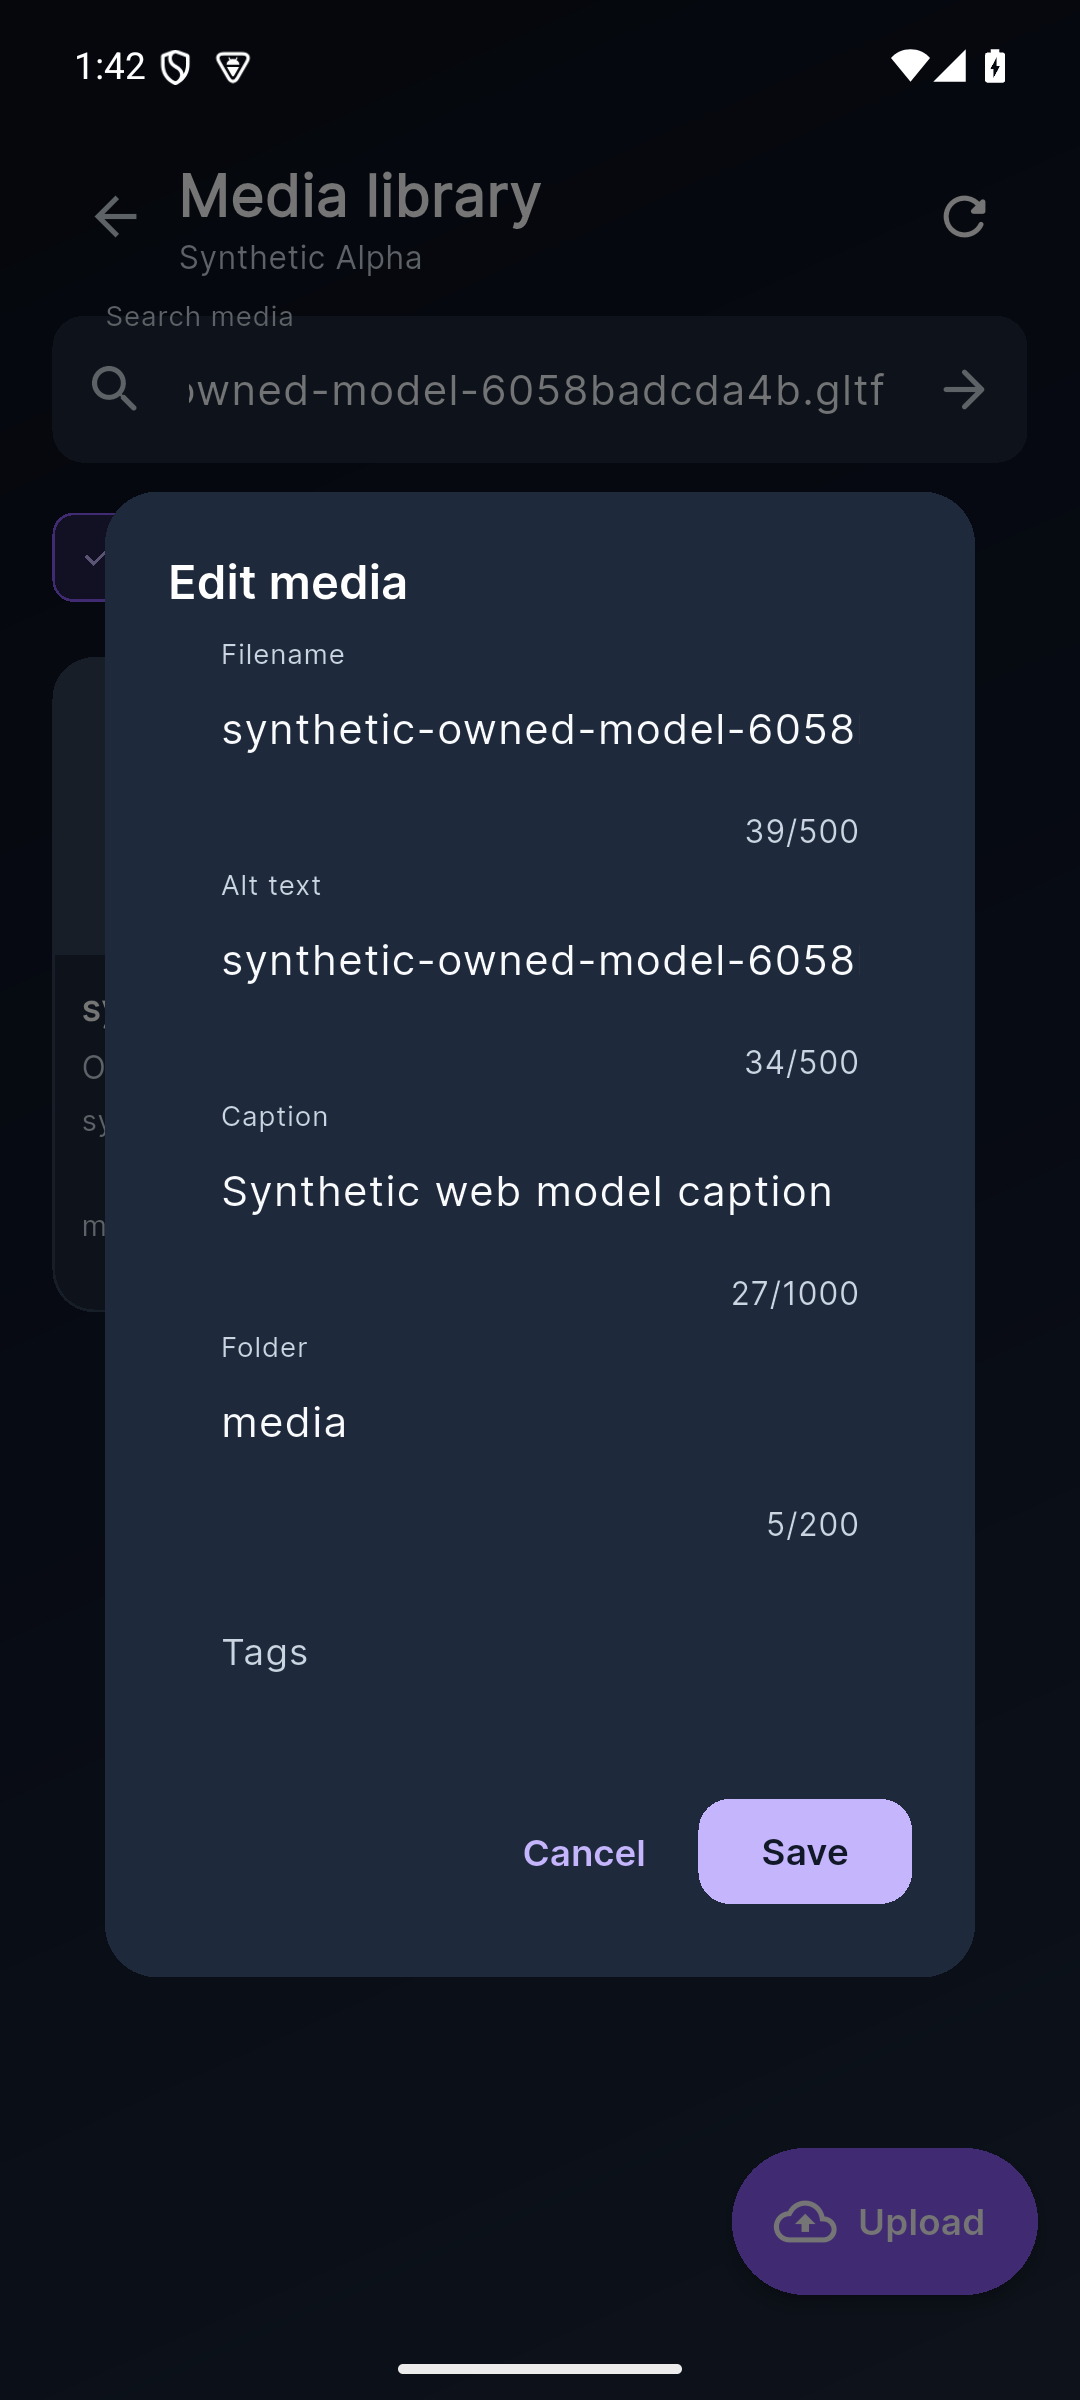 1:42
Media library
Synthetic Alpha
Search media
owned-model-6058badcda4b.gltf
Edit media
Filename
synthetic-owned-model-6058
39/500
Alt text
synthetic-owned-model-6058
34/500
Caption
Synthetic web model caption
27/1000
Folder
media
5/200
Tags
Cancel
Save
Upload